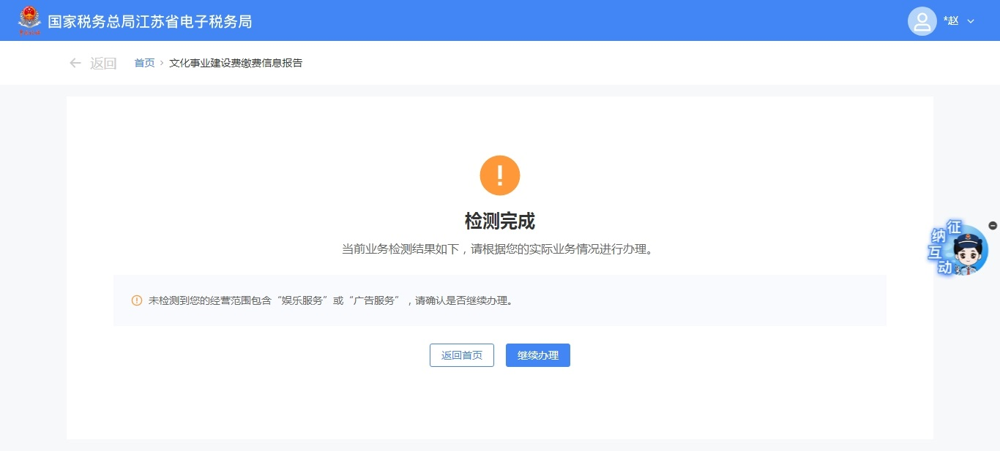 国家税务总局江苏省电子税务局
*赵
返回 首页 > 文化事业建设费缴费信息报告
检测完成
当前业务检测结果如下，请根据您的实际业务情况进行办理。
征纳互动
未检测到您的经营范围包含“娱乐服务”或“广告服务”，请确认是否继续办理。
返回首页 继续办理